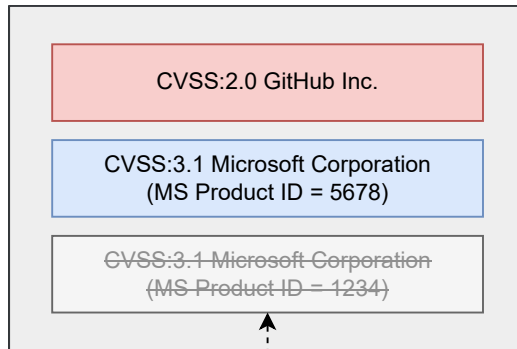 CVSS:2.0 GitHub Inc.
CVSS:3.1 Microsoft Corporation
(MS Product ID = 5678)
CVSS:3.1 Microsoft Corporation
(MS Product ID = 1234)